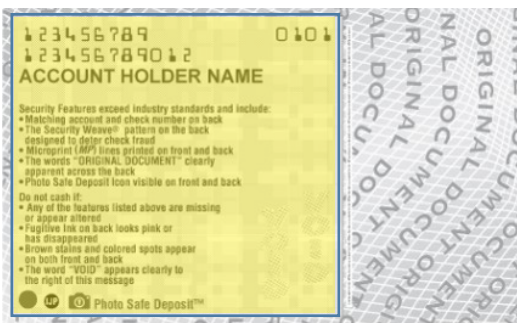 123456789 0101
123456789012
ACCOUNT HOLDER NAME
Security Features exceed industry standards and include:
• Matching account and check number on back
• The Security Weave® pattern on the back
designed to deter check fraud
• Microprint (MP) lines printed on front and back
• The words "ORIGINAL DOCUMENT" clearly
apparent across the back
• Photo Safe Deposit Icon visible on front and back
Do not cash if:
• Any of the features listed above are missing
or appear altered
• Fugitive Ink on back looks pink or
has disappeared
• Brown stains and colored spots appear
on both front and back
• The word "VOID" appears clearly to
the right of this message
Photo Safe Deposit™
ORIGINAL DOCUMENT
ORIGINAL DOCUMENT
ORIGINAL DOCUMENT